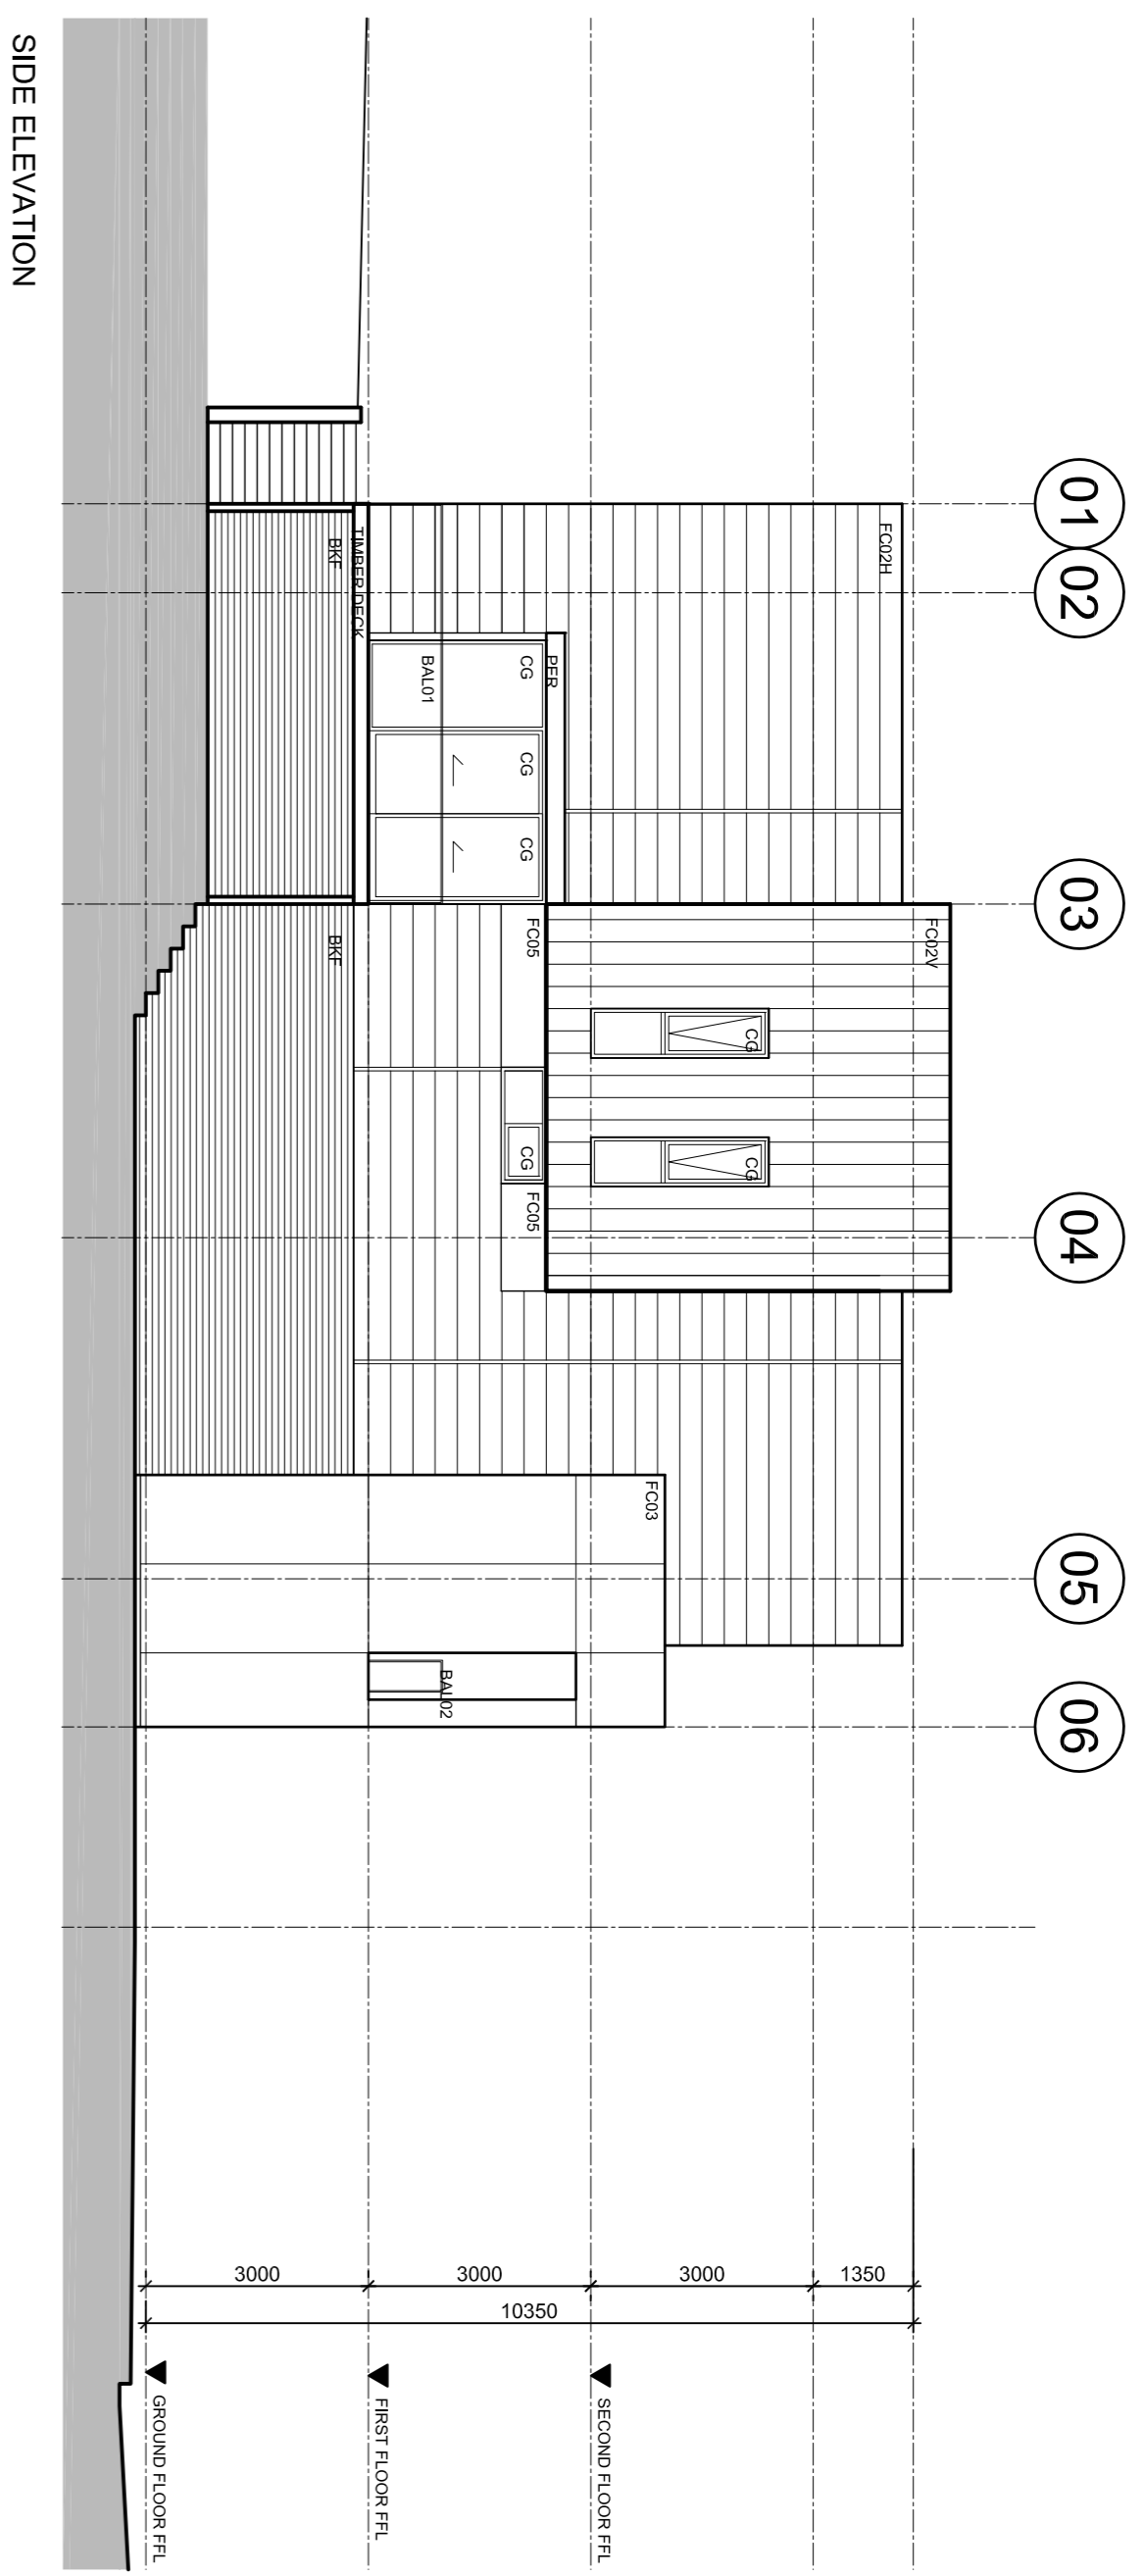 01
02
03
04
05
06
FC02H
FC02V
TIMBER DECK
BKF
PER
CG
CG
CG
BAL01
BKF
FC05
CG
CG
CG
FC05
FC03
BAL02
1350
3000
3000
3000
10350
SECOND FLOOR FFL
FIRST FLOOR FFL
GROUND FLOOR FFL
SIDE ELEVATION